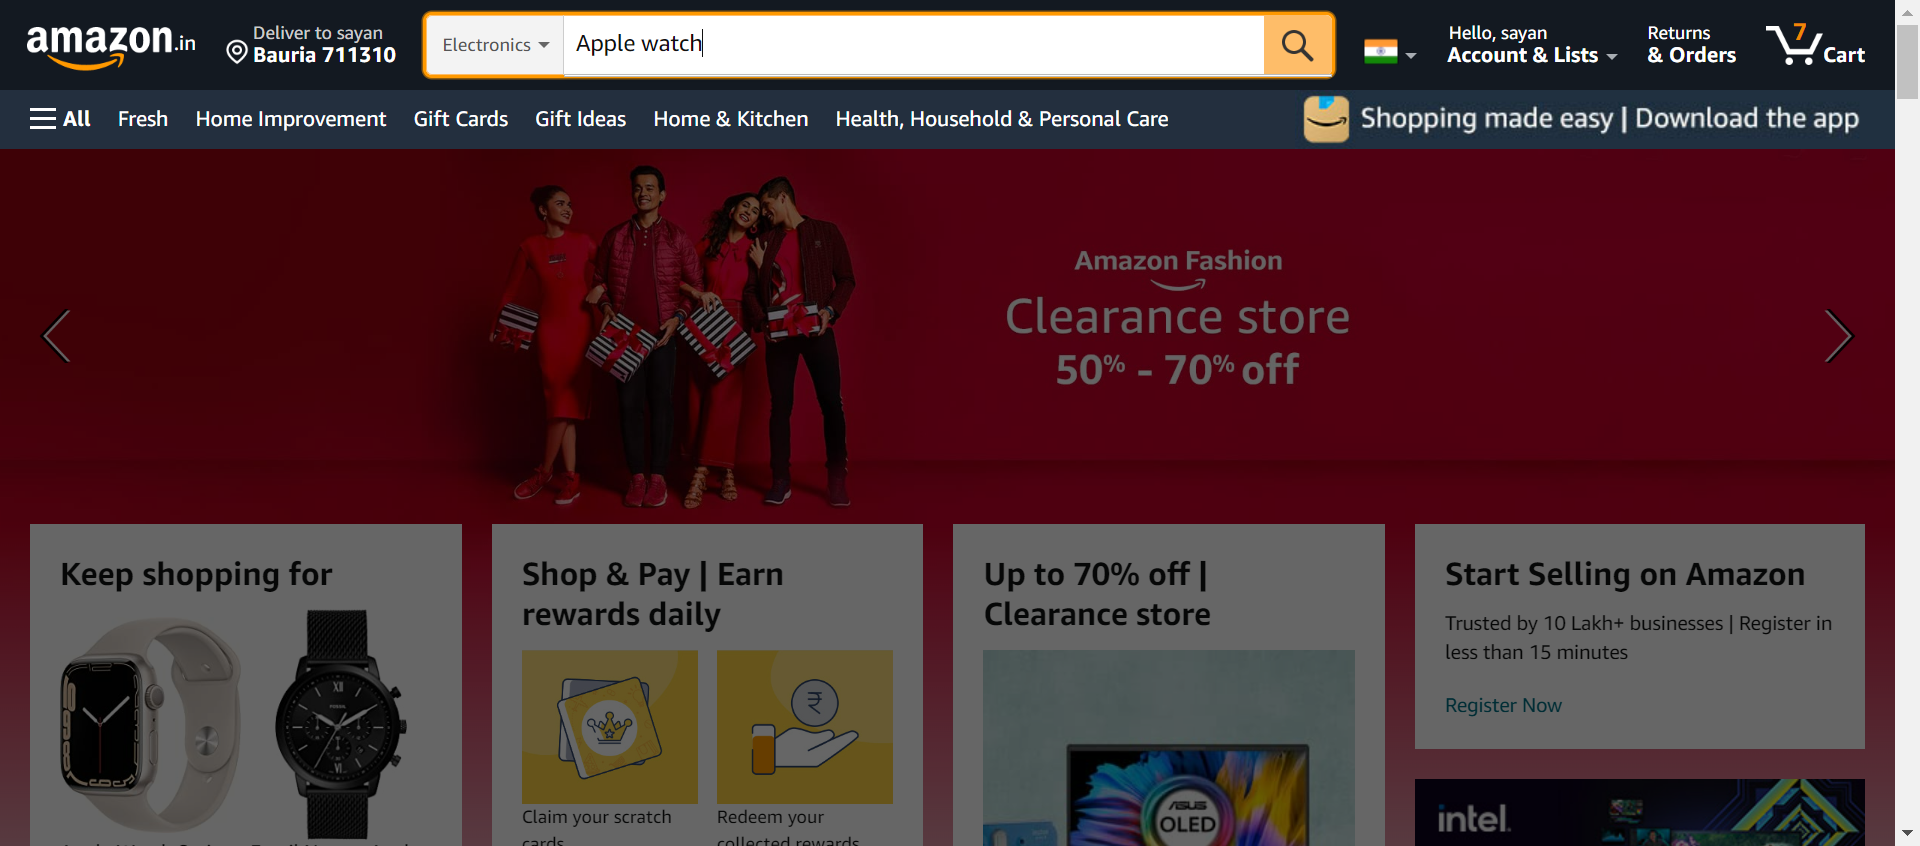 amazon.in
Deliver to sayan
Bauria 711310
Electronics
Apple watch
Hello, sayan
Account & Lists
Returns
& Orders
7
Cart
All
Fresh
Home Improvement
Gift Cards
Gift Ideas
Home & Kitchen
Health, Household & Personal Care
Shopping made easy | Download the app
Amazon Fashion
Clearance store
50% - 70% off
Keep shopping for
Shop & Pay | Earn
rewards daily
Claim your scratch
cards
Redeem your
collected rewards
Up to 70% off |
Clearance store
ASUS
OLED
Start Selling on Amazon
Trusted by 10 Lakh+ businesses | Register in
less than 15 minutes
Register Now
intel.